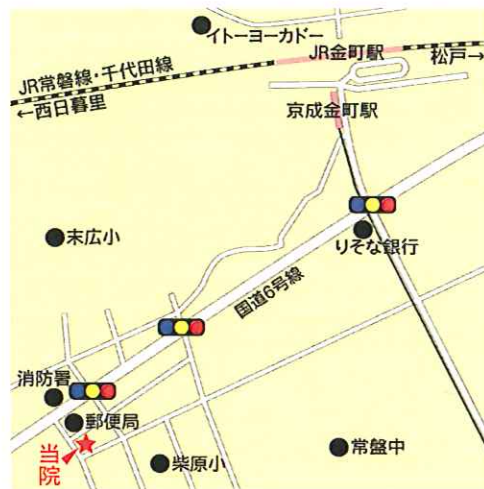 イトーヨーカドー
JR金町駅
松戸→
JR常磐線・千代田線
←西日暮里
京成金町駅
末広小
りそな銀行
国道6号線
消防署
郵便局
当院
柴原小
常盤中